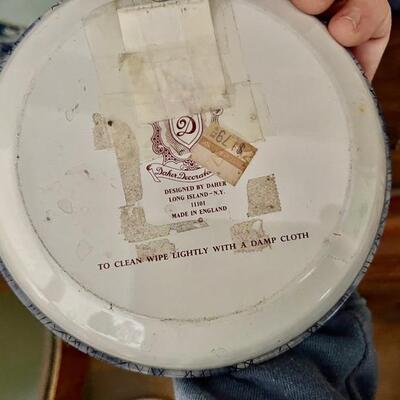 D
Daher Decorated
DESIGNED BY DAHER
LONG ISLAND - N.Y.
11101
MADE IN ENGLAND
TO CLEAN WIPE LIGHTLY WITH A DAMP CLOTH